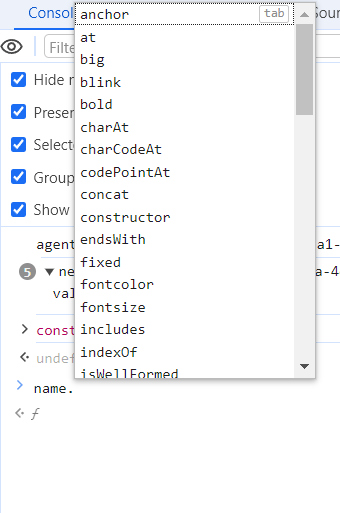 Consol
Sour
Filte
Hide n
Preser
Selecte
Group
Show
anchor tab
at
big
blink
bold
charAt
charCodeAt
codePointAt
concat
constructor
endsWith
fixed
fontcolor
fontsize
includes
indexOf
isWellFormed
agent
a1-
5 ne
a-4
val
const
undef
name.
f